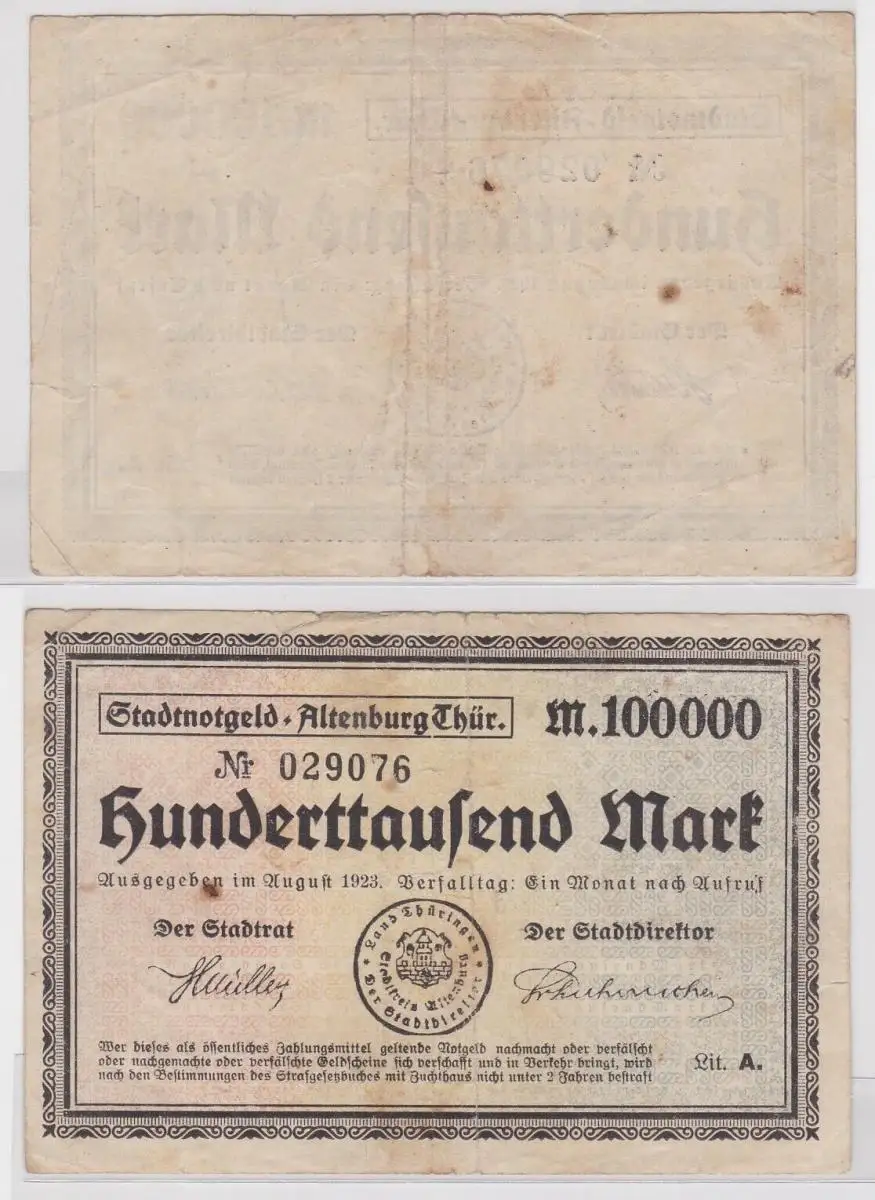 Stadtnotgeld · Altenburg Thür.
M. 100000
Nr 029076
Hunderttausend Mark
Ausgegeben im August 1923. Verfalltag: Ein Monat nach Aufruf
Der Stadtrat
Der Stadtdirektor
Land Thüringen
Stadtkreis Altenburg
* Der Stadtdirektor *
HMüller
Wer dieses als öffentliches Zahlungsmittel geltende Notgeld nachmacht oder verfälscht
oder nachgemachte oder verfälschte Geldscheine sich verschafft und in Verkehr bringt, wird
nach den Bestimmungen des Strafgesetzbuches mit Zuchthaus nicht unter 2 Jahren bestraft
Lit. A.